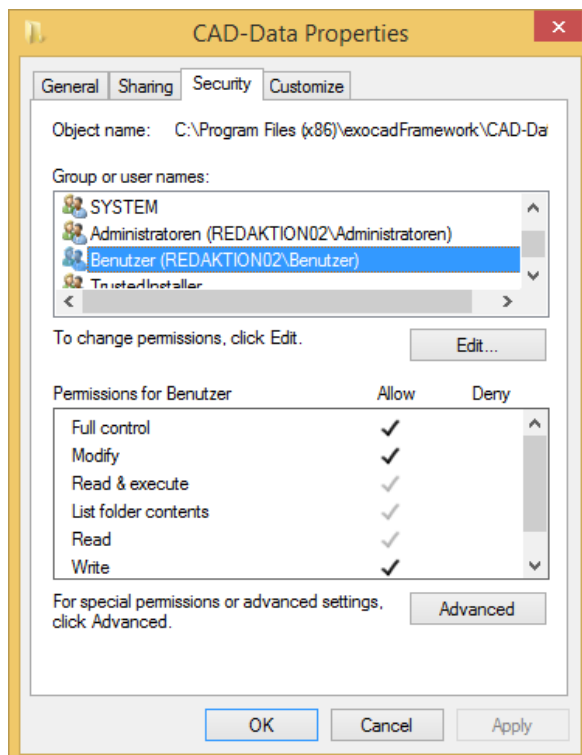 CAD-Data Properties
General Sharing Security Customize
Object name: C:\Program Files (x86)\exocadFramework\CAD-Da
Group or user names:
SYSTEM
Administratoren (REDAKTION02\Administratoren)
Benutzer (REDAKTION02\Benutzer)
TrustedInstaller
To change permissions, click Edit. Edit...
Permissions for Benutzer Allow Deny
Full control
Modify
Read & execute
List folder contents
Read
Write
For special permissions or advanced settings, Advanced
click Advanced.
OK Cancel Apply